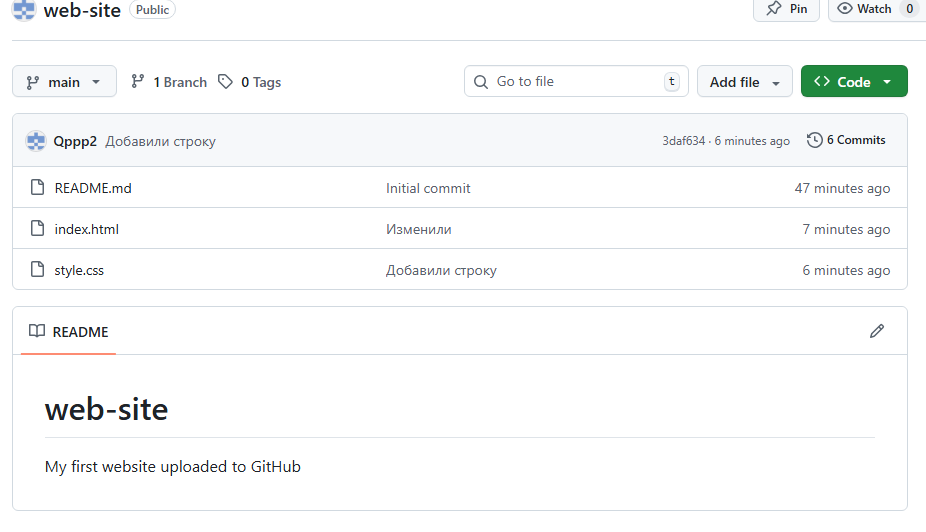 web-site Public Pin Watch 0
main 1 Branch 0 Tags Go to file t Add file Code
Qppp2 Добавили строку 3daf634 · 6 minutes ago 6 Commits
README.md Initial commit 47 minutes ago
index.html Изменили 7 minutes ago
style.css Добавили строку 6 minutes ago
README
web-site
My first website uploaded to GitHub